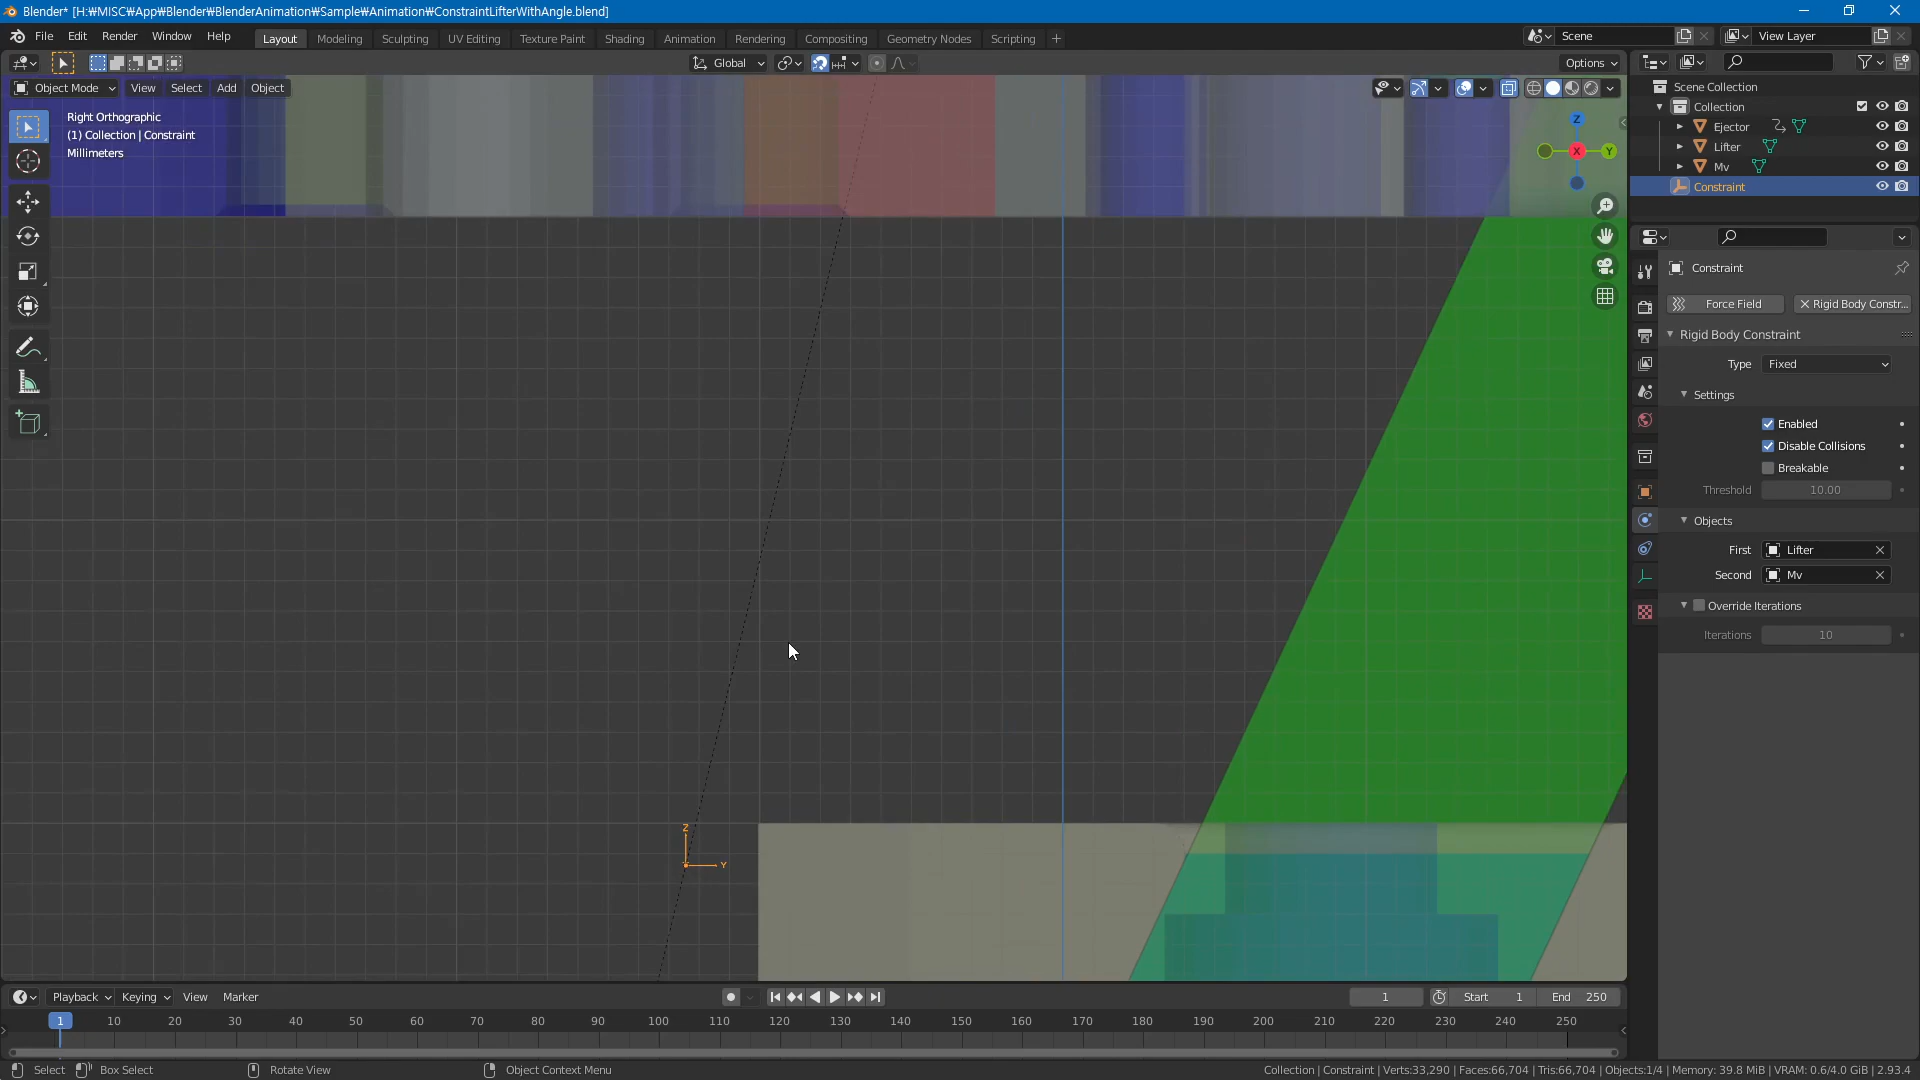 Blender* [H:₩MISC₩App₩Blender₩BlenderAnimation₩Sample₩Animation₩ConstraintLifterWithAngle.blend]
File Edit Render Window Help Layout Modeling Sculpting UV Editing Texture Paint Shading Animation Rendering Compositing Geometry Nodes Scripting + Scene View Layer
Global Options
Object Mode View Select Add Object
Right Orthographic
(1) Collection | Constraint
Millimeters
Z
X
Y
Z
Y
Scene Collection
Collection
Ejector
Lifter
Mv
Constraint
Constraint
Force Field Rigid Body Constr...
Rigid Body Constraint
Type Fixed
Settings
Enabled
Disable Collisions
Breakable
Threshold 10.00
Objects
First Lifter
Second Mv
Override Iterations
Iterations 10
Playback Keying View Marker 1 Start 1 End 250
1 10 20 30 40 50 60 70 80 90 100 110 120 130 140 150 160 170 180 190 200 210 220 230 240 250
Select Box Select Rotate View Object Context Menu Collection | Constraint | Verts:33,290 | Faces:66,704 | Tris:66,704 | Objects:1/4 | Memory: 39.8 MiB | VRAM: 0.6/4.0 GiB | 2.93.4